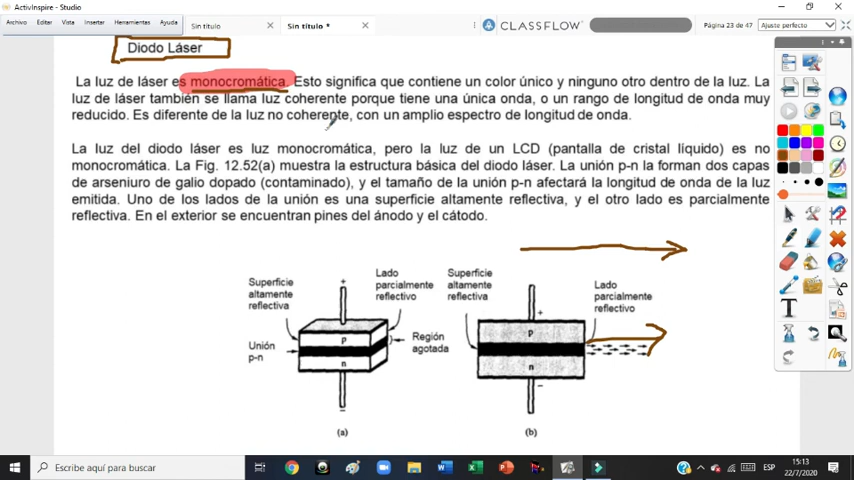 ActivInspire - Studio
Archivo Editar Vista Insertar Herramientas Ayuda
Sin título
Sin título *
CLASSFLOW
Página 23 de 47
Ajuste perfecto
Diodo Láser
La luz de láser es monocromática. Esto significa que contiene un color único y ninguno otro dentro de la luz. La
luz de láser también se llama luz coherente porque tiene una única onda, o un rango de longitud de onda muy
reducido. Es diferente de la luz no coherente, con un amplio espectro de longitud de onda.
La luz del diodo láser es luz monocromática, pero la luz de un LCD (pantalla de cristal líquido) es no
monocromática. La Fig. 12.52(a) muestra la estructura básica del diodo láser. La unión p-n la forman dos capas
de arseniuro de galio dopado (contaminado), y el tamaño de la unión p-n afectará la longitud de onda de la luz
emitida. Uno de los lados de la unión es una superficie altamente reflectiva, y el otro lado es parcialmente
reflectiva. En el exterior se encuentran pines del ánodo y el cátodo.
Superficie
altamente
reflectiva
Unión
p-n
+
Lado
parcialmente
reflectivo
p
n
Región
agotada
–
(a)
Superficie
altamente
reflectiva
+
p
n
–
Lado
parcialmente
reflectivo
(b)
T
Escribe aquí para buscar
ESP
15:13
22/7/2020